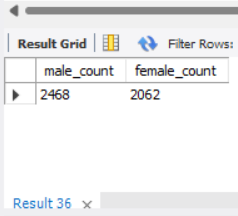 Result Grid Filter Rows:
male_count female_count
2468 2062
Result 36